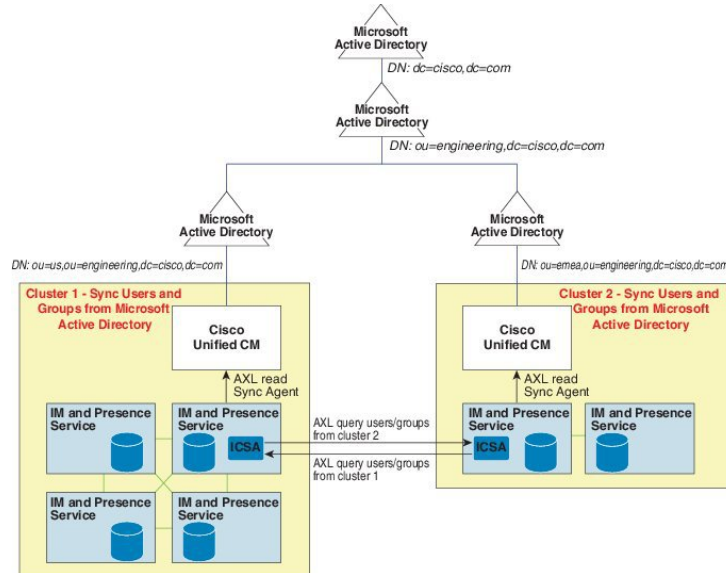 Microsoft
Active Directory
DN: dc=cisco,dc=com
Microsoft
Active Directory
DN: ou=engineering,dc=cisco,dc=com
Microsoft
Active Directory
DN: ou=us,ou=engineering,dc=cisco,dc=com
Microsoft
Active Directory
DN: ou=emea,ou=engineering,dc=cisco,dc=com
Cluster 1 - Sync Users and
Groups from Microsoft
Active Directory
Cisco
Unified CM
AXL read
Sync Agent
IM and Presence
Service
IM and Presence
Service
ICSA
IM and Presence
Service
IM and Presence
Service
AXL query users/groups
from cluster 2
AXL query users/groups
from cluster 1
Cluster 2 - Sync Users and
Groups from Microsoft
Active Directory
Cisco
Unified CM
AXL read
Sync Agent
IM and Presence
Service
ICSA
IM and Presence
Service